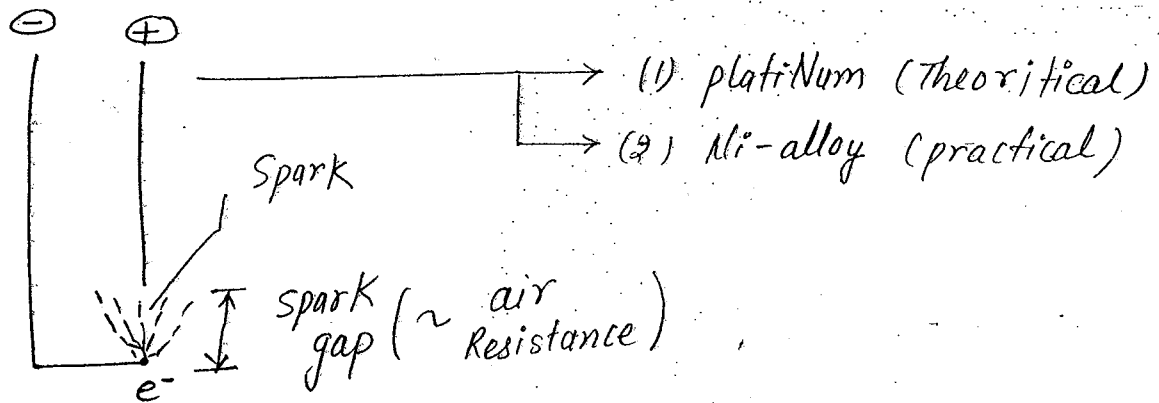 ⊖ ⊕
(1) platiNum (Theoritical)
(2) Ni-alloy (practical)
Spark
spark gap (~ air Resistance)
e-